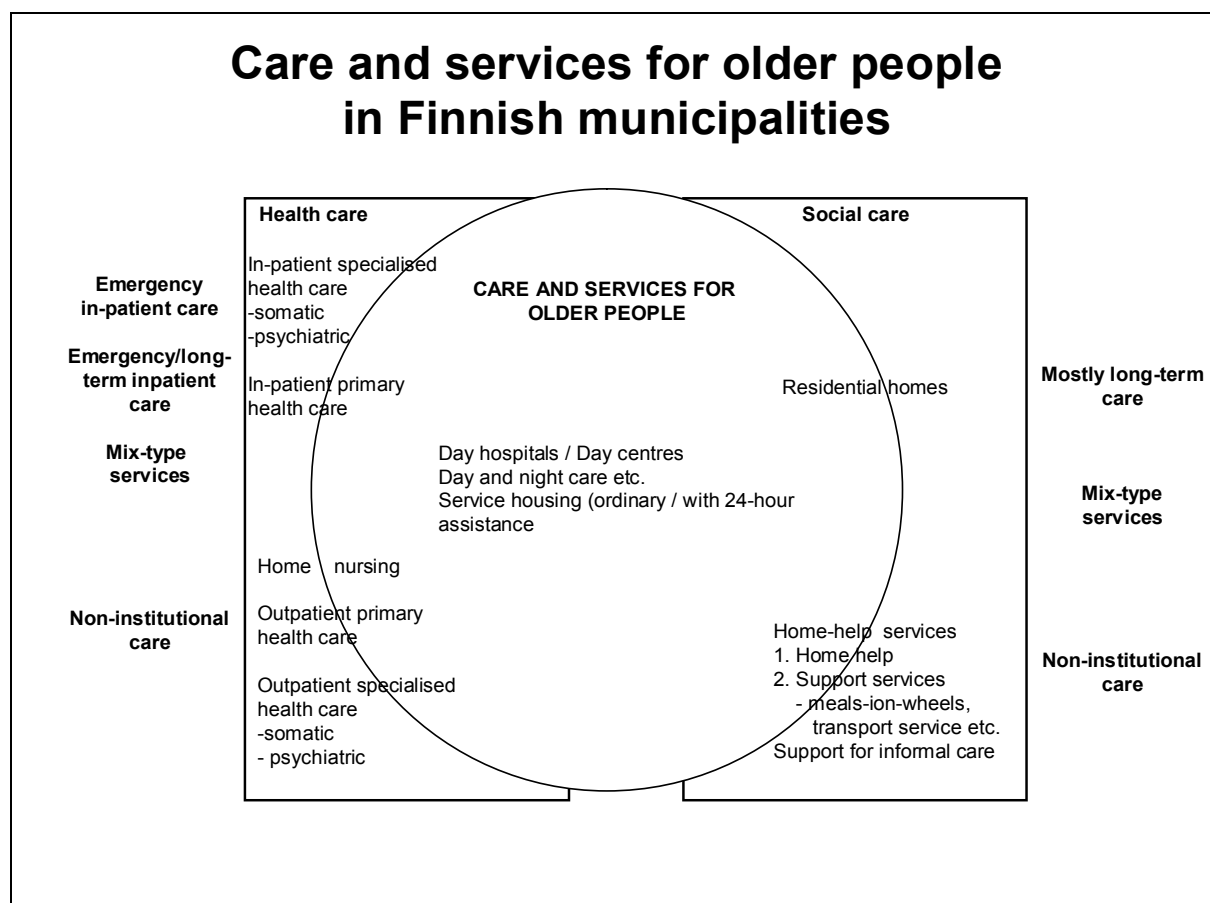 Care and services for older people
in Finnish municipalities
Health care
Social care
Emergency
in-patient care
In-patient specialised
health care
-somatic
-psychiatric
CARE AND SERVICES FOR
OLDER PEOPLE
Emergency/long-
term inpatient
care
In-patient primary
health care
Residential homes
Mostly long-term
care
Mix-type
services
Day hospitals / Day centres
Day and night care etc.
Service housing (ordinary / with 24-hour
assistance
Mix-type
services
Home nursing
Non-institutional
care
Outpatient primary
health care
Outpatient specialised
health care
-somatic
- psychiatric
Home-help services
1. Home help
2. Support services
- meals-ion-wheels,
transport service etc.
Support for informal care
Non-institutional
care